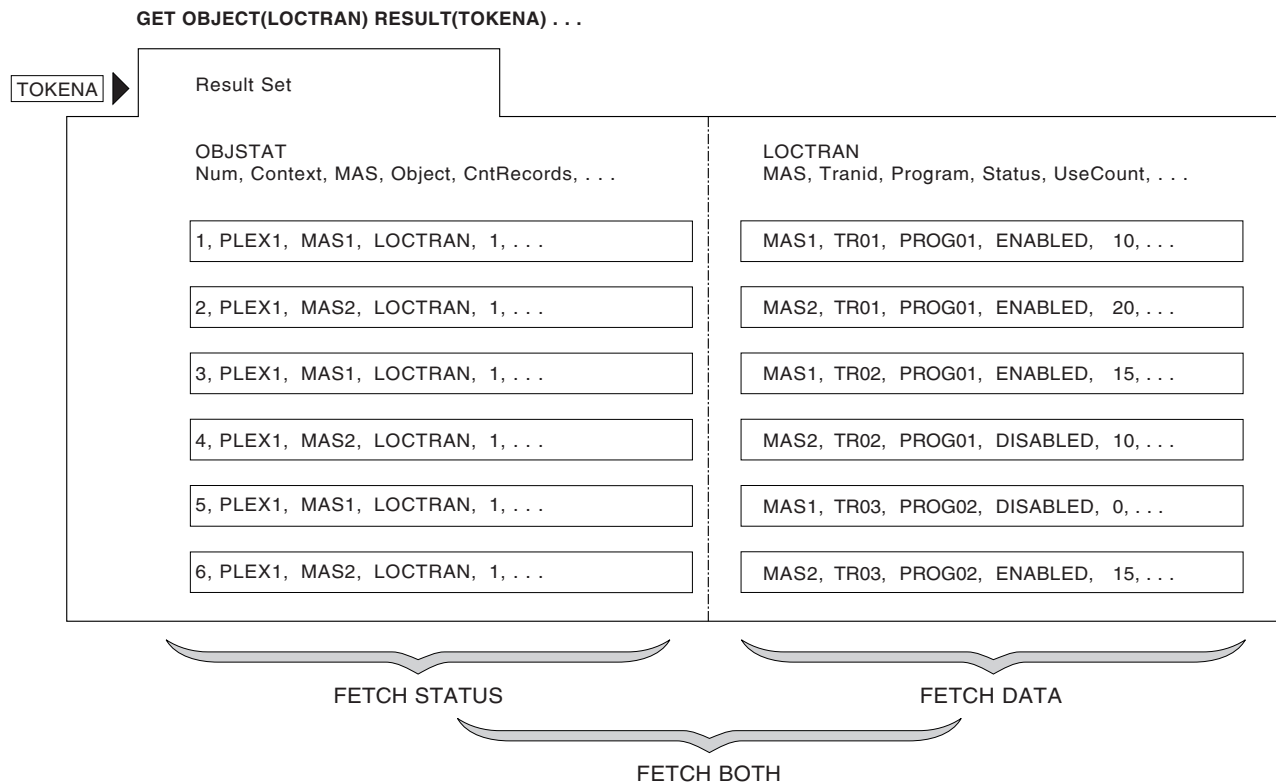 GET OBJECT(LOCTRAN) RESULT(TOKENA) . . .
TOKENA
Result Set
OBJSTAT
Num, Context, MAS, Object, CntRecords, . . .
1, PLEX1, MAS1, LOCTRAN, 1, . . .
2, PLEX1, MAS2, LOCTRAN, 1, . . .
3, PLEX1, MAS1, LOCTRAN, 1, . . .
4, PLEX1, MAS2, LOCTRAN, 1, . . .
5, PLEX1, MAS1, LOCTRAN, 1, . . .
6, PLEX1, MAS2, LOCTRAN, 1, . . .
LOCTRAN
MAS, Tranid, Program, Status, UseCount, . . .
MAS1, TR01, PROG01, ENABLED, 10, . . .
MAS2, TR01, PROG01, ENABLED, 20, . . .
MAS1, TR02, PROG01, ENABLED, 15, . . .
MAS2, TR02, PROG01, DISABLED, 10, . . .
MAS1, TR03, PROG02, DISABLED, 0, . . .
MAS2, TR03, PROG02, ENABLED, 15, . . .
FETCH STATUS
FETCH DATA
FETCH BOTH